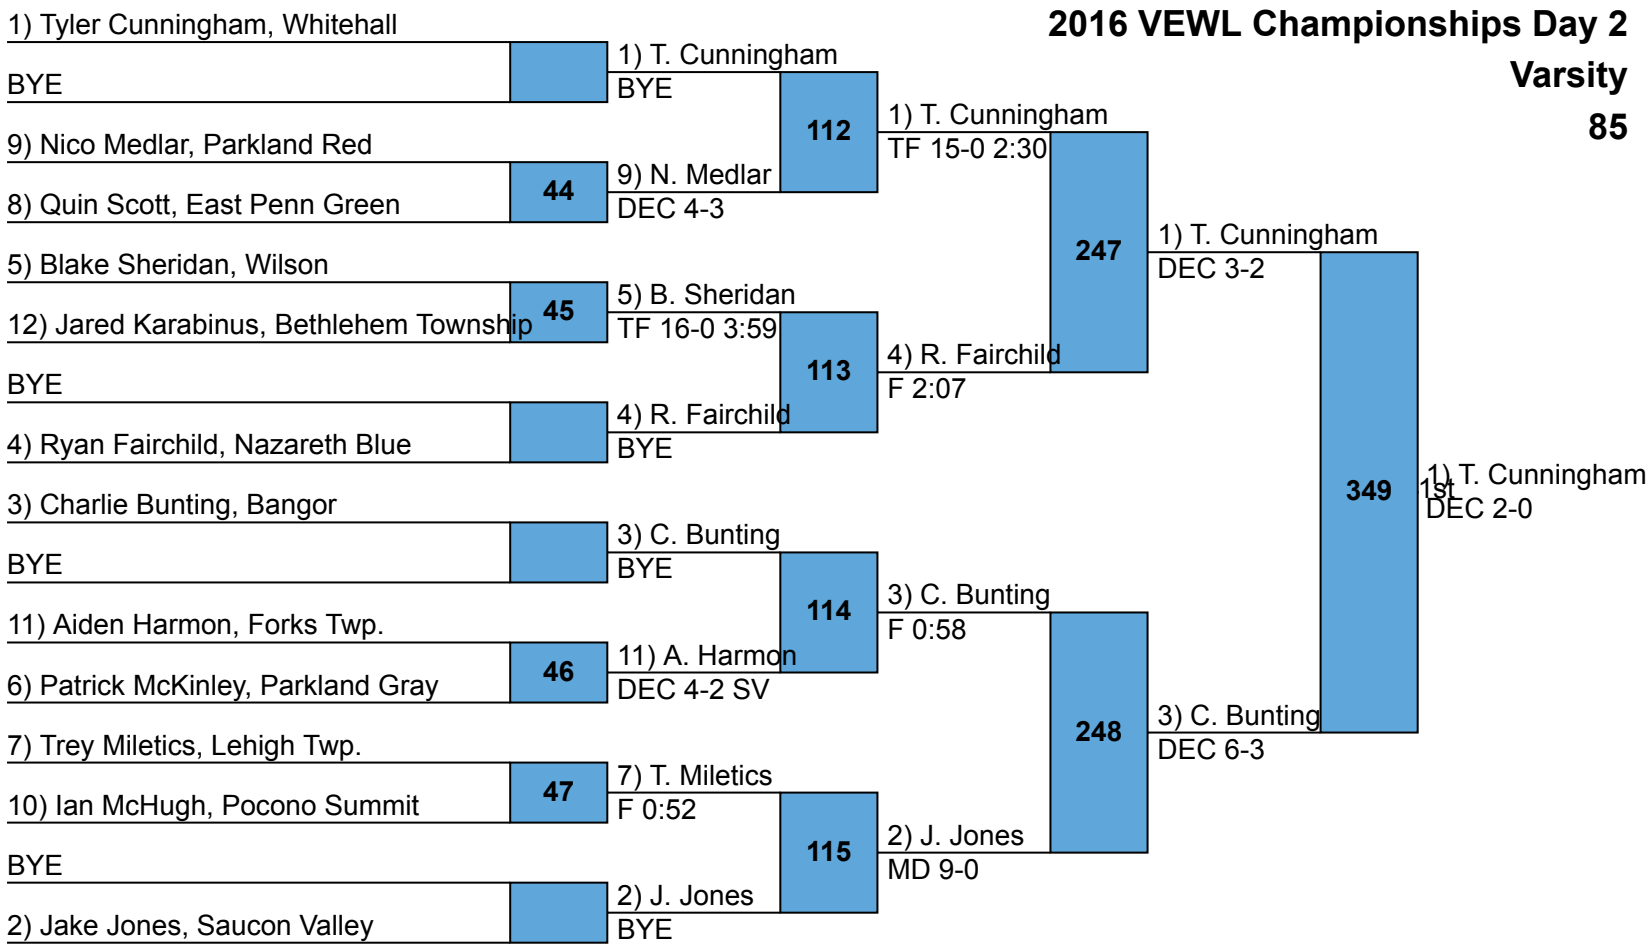 2016 VEWL Championships Day 2
Varsity
85
1) Tyler Cunningham, Whitehall
BYE
9) Nico Medlar, Parkland Red
8) Quin Scott, East Penn Green
5) Blake Sheridan, Wilson
12) Jared Karabinus, Bethlehem Township
BYE
4) Ryan Fairchild, Nazareth Blue
3) Charlie Bunting, Bangor
BYE
11) Aiden Harmon, Forks Twp.
6) Patrick McKinley, Parkland Gray
7) Trey Miletics, Lehigh Twp.
10) Ian McHugh, Pocono Summit
BYE
2) Jake Jones, Saucon Valley
44
45
46
47
1) T. Cunningham
BYE
9) N. Medlar
DEC 4-3
5) B. Sheridan
TF 16-0 3:59
4) R. Fairchild
BYE
3) C. Bunting
BYE
11) A. Harmon
DEC 4-2 SV
7) T. Miletics
F 0:52
2) J. Jones
BYE
112
113
114
115
1) T. Cunningham
TF 15-0 2:30
4) R. Fairchild
F 2:07
3) C. Bunting
F 0:58
2) J. Jones
MD 9-0
247
248
1) T. Cunningham
DEC 3-2
3) C. Bunting
DEC 6-3
349
1st
1) T. Cunningham
DEC 2-0